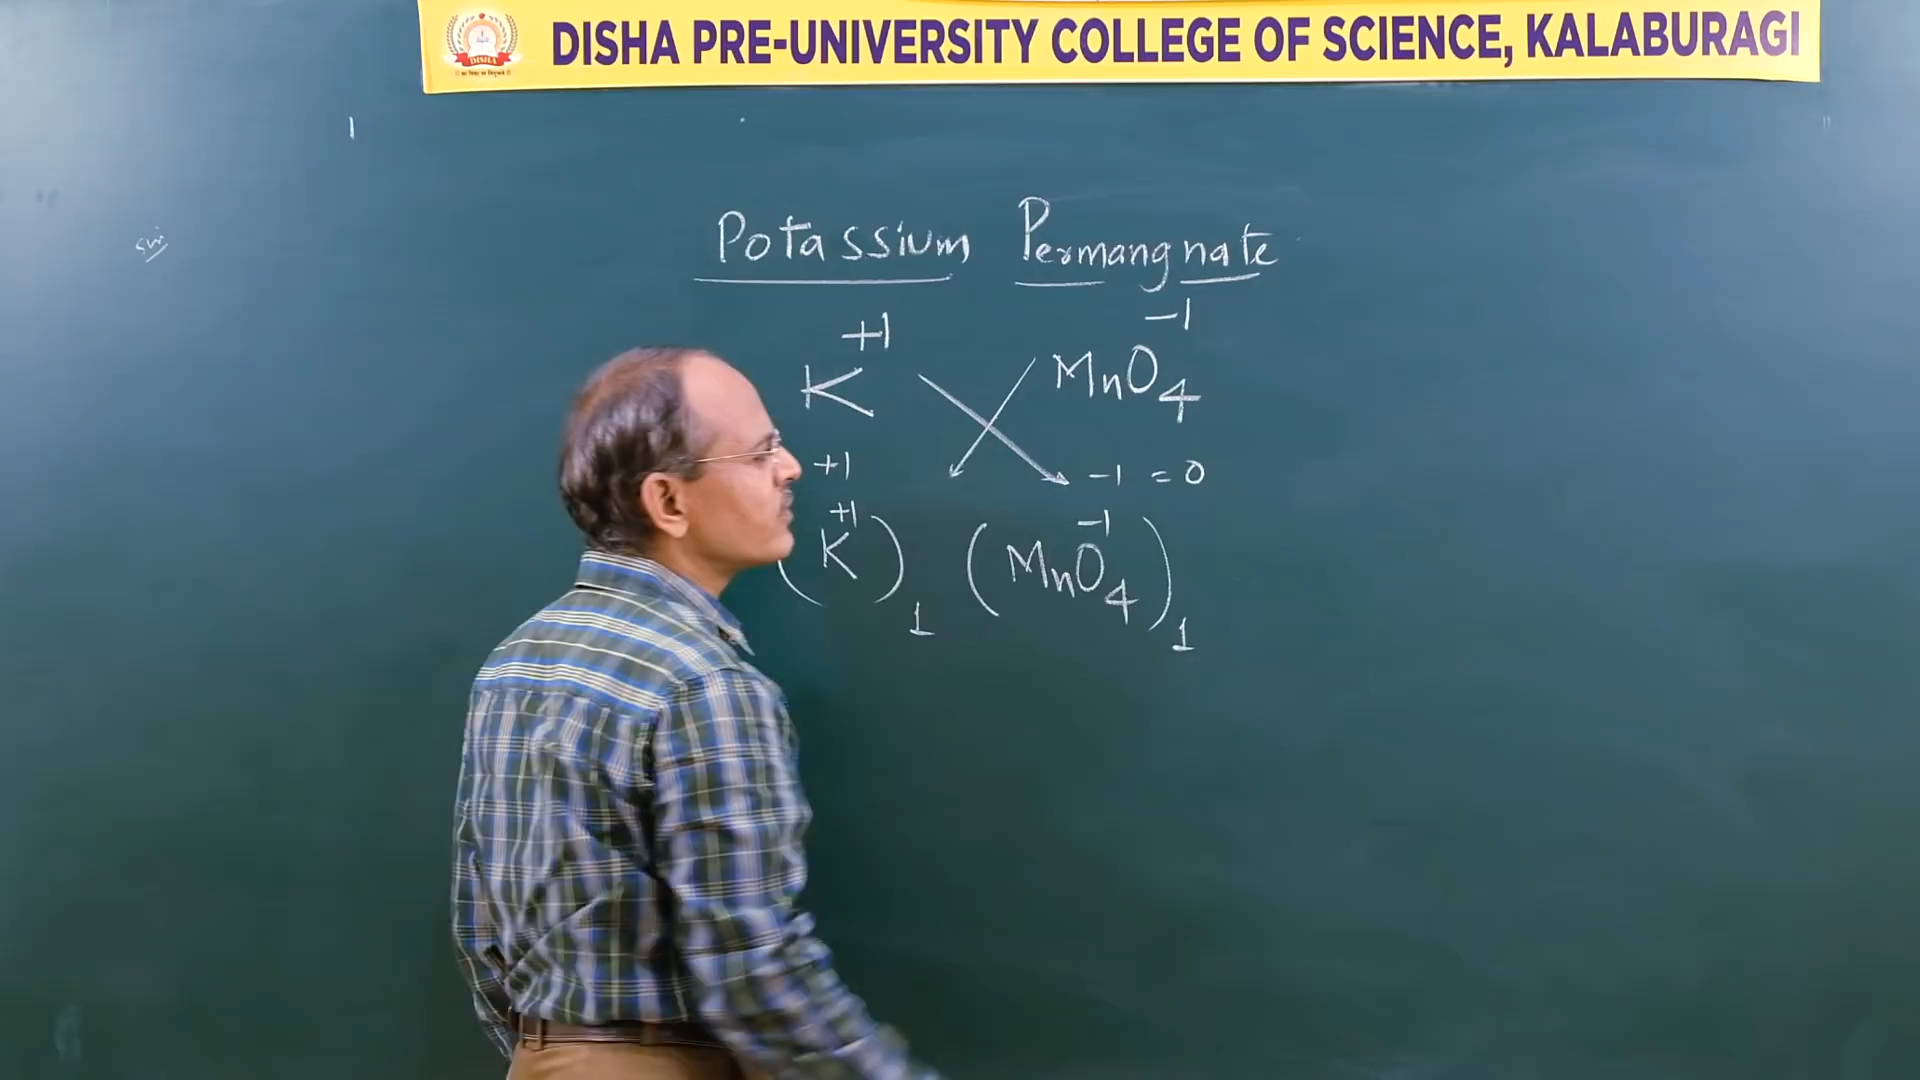 DISHA PRE-UNIVERSITY COLLEGE OF SCIENCE, KALABURAGI
DISHA
Potassium Permangnate
+1 -1
K MnO4
+1 -1 = 0
+1 -1
(K)1 (MnO4)1